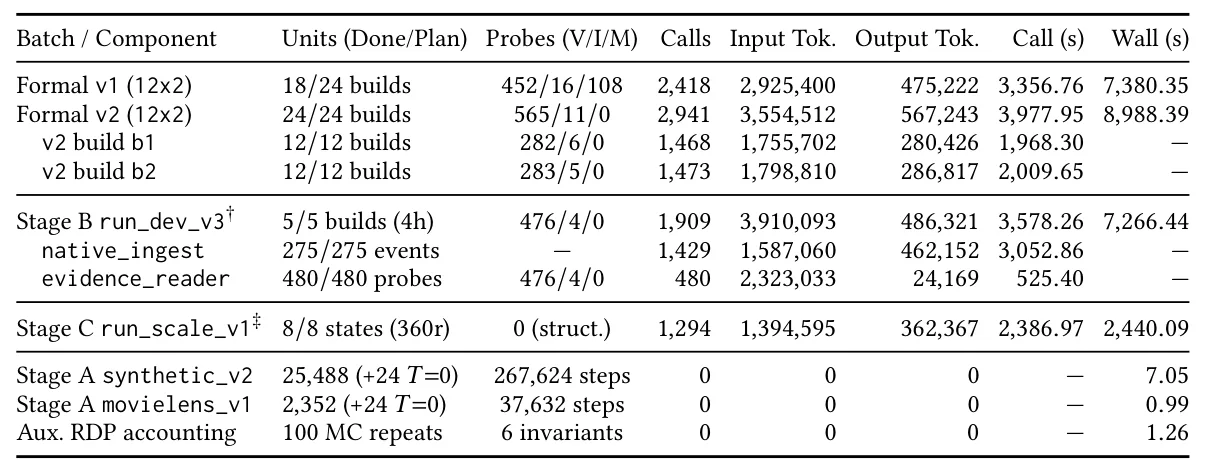 Batch / Component Units (Done/Plan) Probes (V/I/M) Calls Input Tok. Output Tok. Call (s) Wall (s)
Formal v1 (12x2) 18/24 builds 452/16/108 2,418 2,925,400 475,222 3,356.76 7,380.35
Formal v2 (12x2) 24/24 builds 565/11/0 2,941 3,554,512 567,243 3,977.95 8,988.39
v2 build b1 12/12 builds 282/6/0 1,468 1,755,702 280,426 1,968.30 —
v2 build b2 12/12 builds 283/5/0 1,473 1,798,810 286,817 2,009.65 —
Stage B run_dev_v3† 5/5 builds (4h) 476/4/0 1,909 3,910,093 486,321 3,578.26 7,266.44
native_ingest 275/275 events — 1,429 1,587,060 462,152 3,052.86 —
evidence_reader 480/480 probes 476/4/0 480 2,323,033 24,169 525.40 —
Stage C run_scale_v1‡ 8/8 states (360r) 0 (struct.) 1,294 1,394,595 362,367 2,386.97 2,440.09
Stage A synthetic_v2 25,488 (+24 T=0) 267,624 steps 0 0 0 — 7.05
Stage A movielens_v1 2,352 (+24 T=0) 37,632 steps 0 0 0 — 0.99
Aux. RDP accounting 100 MC repeats 6 invariants 0 0 0 — 1.26